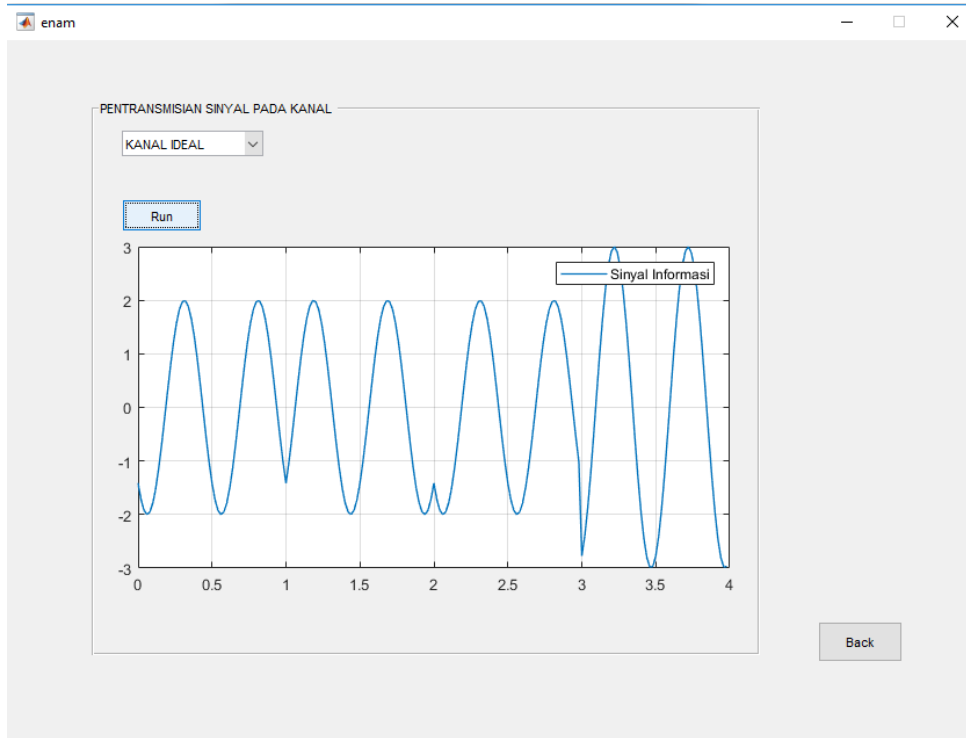 enam
PENTRANSMISIAN SINYAL PADA KANAL
KANAL IDEAL
Run
Sinyal Informasi
3
2
1
0
-1
-2
-3
0 0.5 1 1.5 2 2.5 3 3.5 4
Back